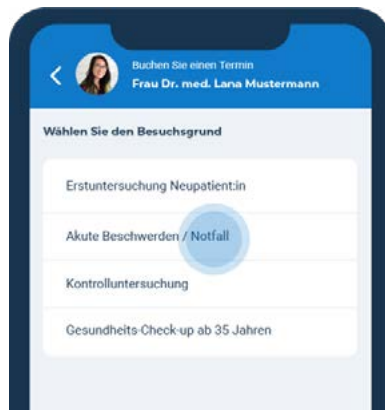 Buchen Sie einen Termin
Frau Dr. med. Lana Mustermann
Wählen Sie den Besuchsgrund
Erstuntersuchung Neupatient:in
Akute Beschwerden / Notfall
Kontrolluntersuchung
Gesundheits-Check-up ab 35 Jahren